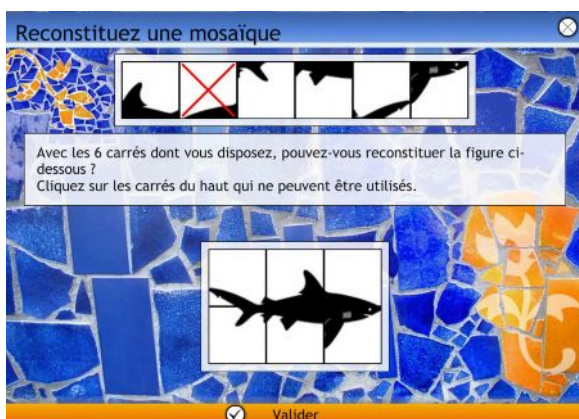 Reconstituez une mosaïque
Avec les 6 carrés dont vous disposez, pouvez-vous reconstituer la figure ci-
dessous ?
Cliquez sur les carrés du haut qui ne peuvent être utilisés.
Valider